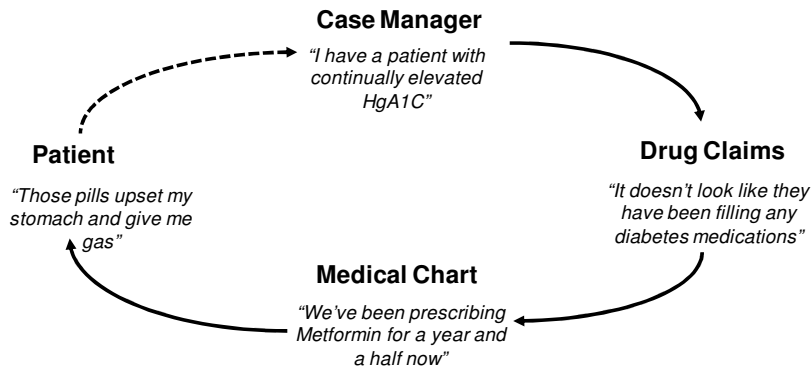 Case Manager
“I have a patient with
continually elevated
HgA1C”
Drug Claims
“It doesn’t look like they
have been filling any
diabetes medications”
Medical Chart
“We’ve been prescribing
Metformin for a year and
a half now”
Patient
“Those pills upset my
stomach and give me
gas”